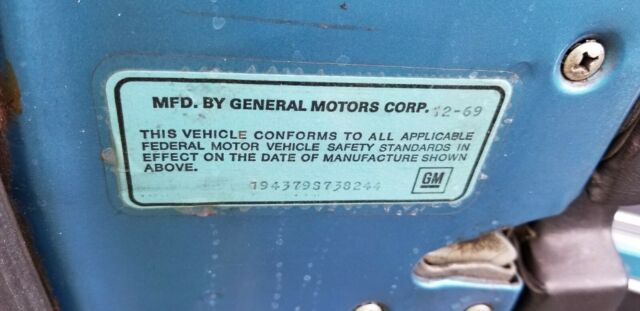 MFD. BY GENERAL MOTORS CORP. 12-69
THIS VEHICLE CONFORMS TO ALL APPLICABLE
FEDERAL MOTOR VEHICLE SAFETY STANDARDS IN
EFFECT ON THE DATE OF MANUFACTURE SHOWN
ABOVE.
194379S738244
GM